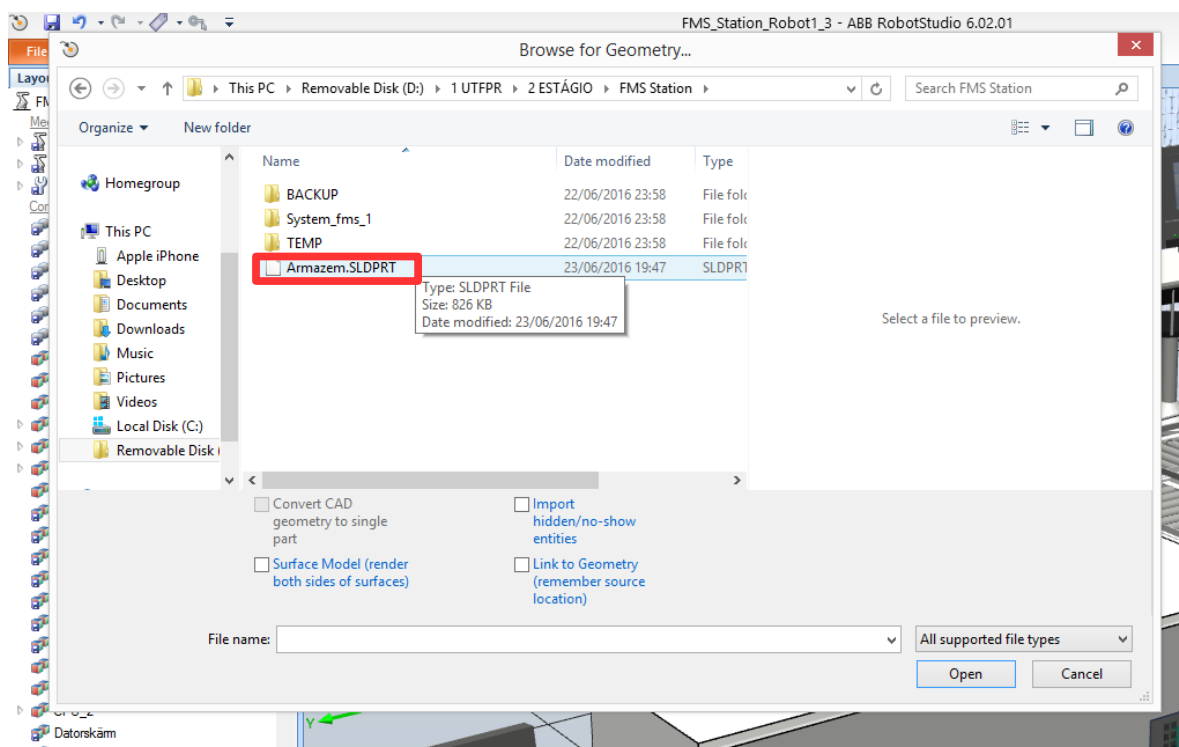 FMS_Station_Robot1_3 - ABB RobotStudio 6.02.01
File
Browse for Geometry...
This PC Removable Disk (D:) 1 UTFPR 2 ESTÁGIO FMS Station
Search FMS Station
Organize New folder
Name Date modified Type
Homegroup
This PC
Apple iPhone
Desktop
Documents
Downloads
Music
Pictures
Videos
Local Disk (C:)
Removable Disk (
BACKUP 22/06/2016 23:58 File fold
System_fms_1 22/06/2016 23:58 File fold
TEMP 22/06/2016 23:58 File fold
Armazem.SLDPRT 23/06/2016 19:47 SLDPRT
Type: SLDPRT File
Size: 826 KB
Date modified: 23/06/2016 19:47
Select a file to preview.
Convert CAD
geometry to single
part
Import
hidden/no-show
entities
Surface Model (render
both sides of surfaces)
Link to Geometry
(remember source
location)
File name:
All supported file types
Open Cancel
Datorskärm
Y